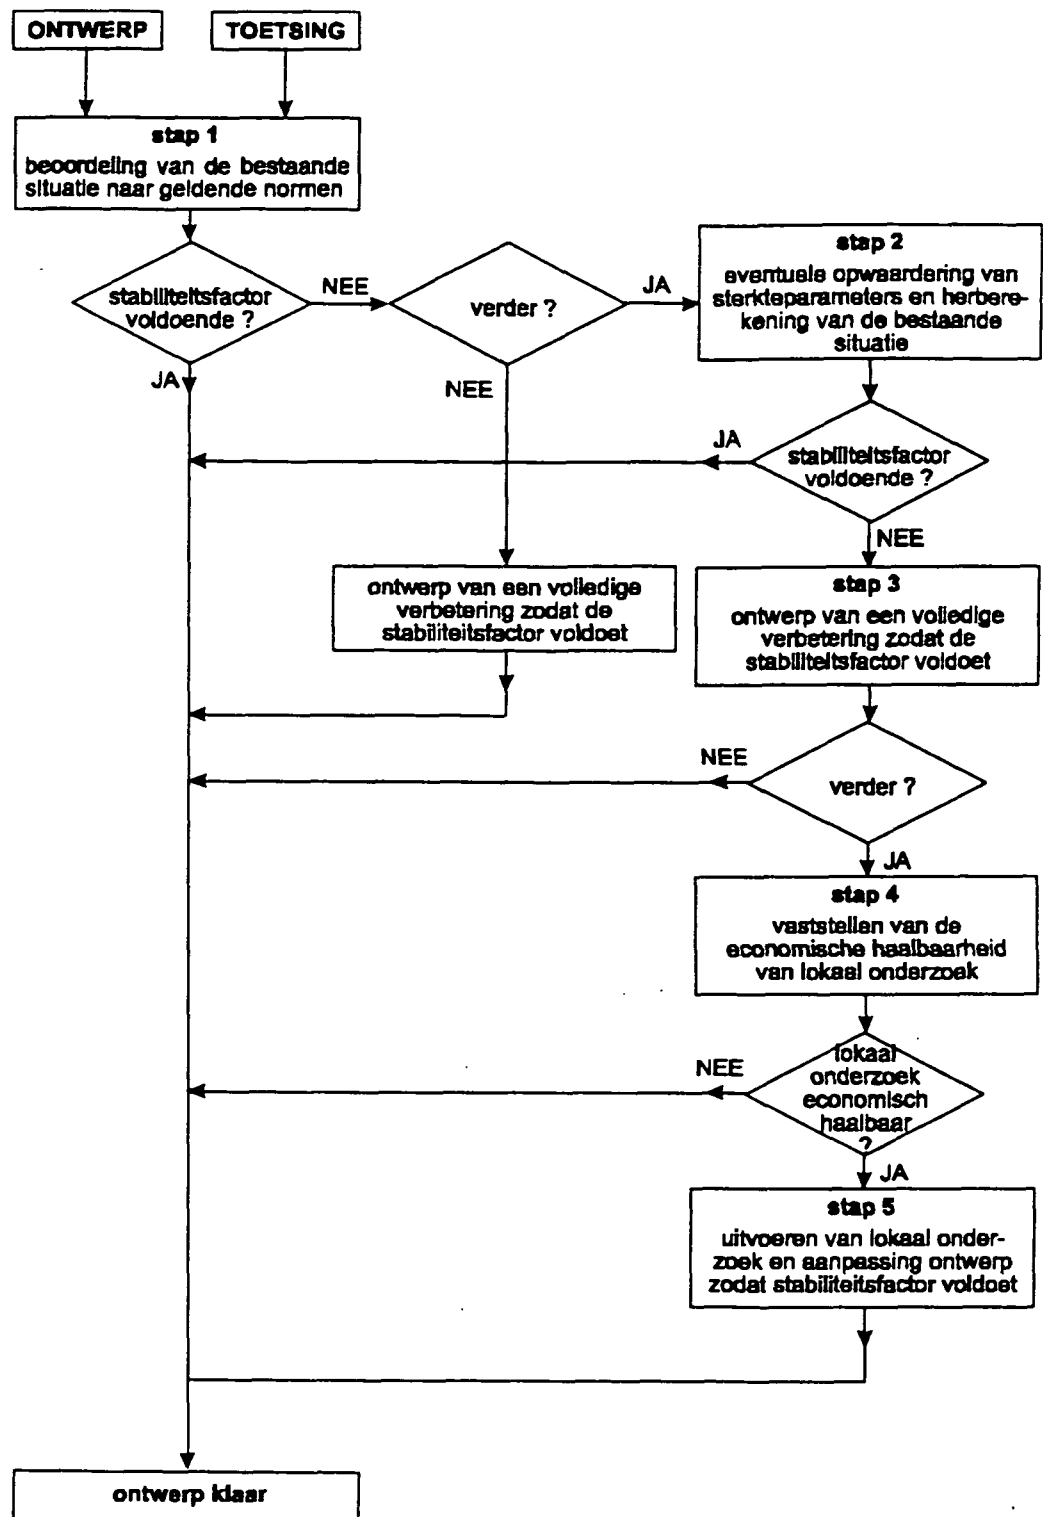 ONTWERP
TOETSING
stap 1
beoordeling van de bestaande
situatie naar geldende normen
stabiliteitsfactor
voldoende ?
NEE
verder ?
JA
stap 2
eventuele opwaardering van
sterkteparameters en herbere-
kening van de bestaande
situatie
JA
NEE
JA
stabiliteitsfactor
voldoende ?
NEE
ontwerp van een volledige
verbetering zodat de
stabiliteitsfactor voldoet
stap 3
ontwerp van een volledige
verbetering zodat de
stabiliteitsfactor voldoet
NEE
verder ?
JA
stap 4
vaststellen van de
economische haalbaarheid
van lokaal onderzoek
NEE
lokaal
onderzoek
economisch
haalbaar
?
JA
stap 5
uitvoeren van lokaal onder-
zoek en aanpassing ontwerp
zodat stabiliteitsfactor voldoet
ontwerp klaar